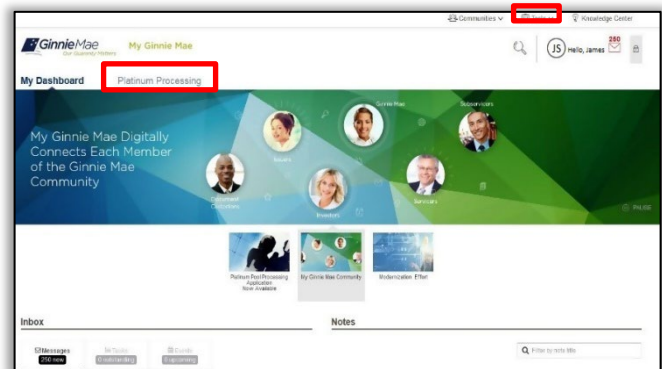 Communities
Tools
Knowledge Center
GinnieMae
Our Guaranty Matters
My Ginnie Mae
JS
Hello, James
250
My Dashboard
Platinum Processing
My Ginnie Mae Digitally
Connects Each Member
of the Ginnie Mae
Community
Ginnie Mae
Subservicers
Issuers
Document
Custodians
Investors
Servicers
PAUSE
Platinum Pool Processing
Application
Now Available
My Ginnie Mae Community
Modernization Effort
Inbox
Notes
Messages
250 new
Tasks
0 outstanding
Events
0 upcoming
Filter by note title